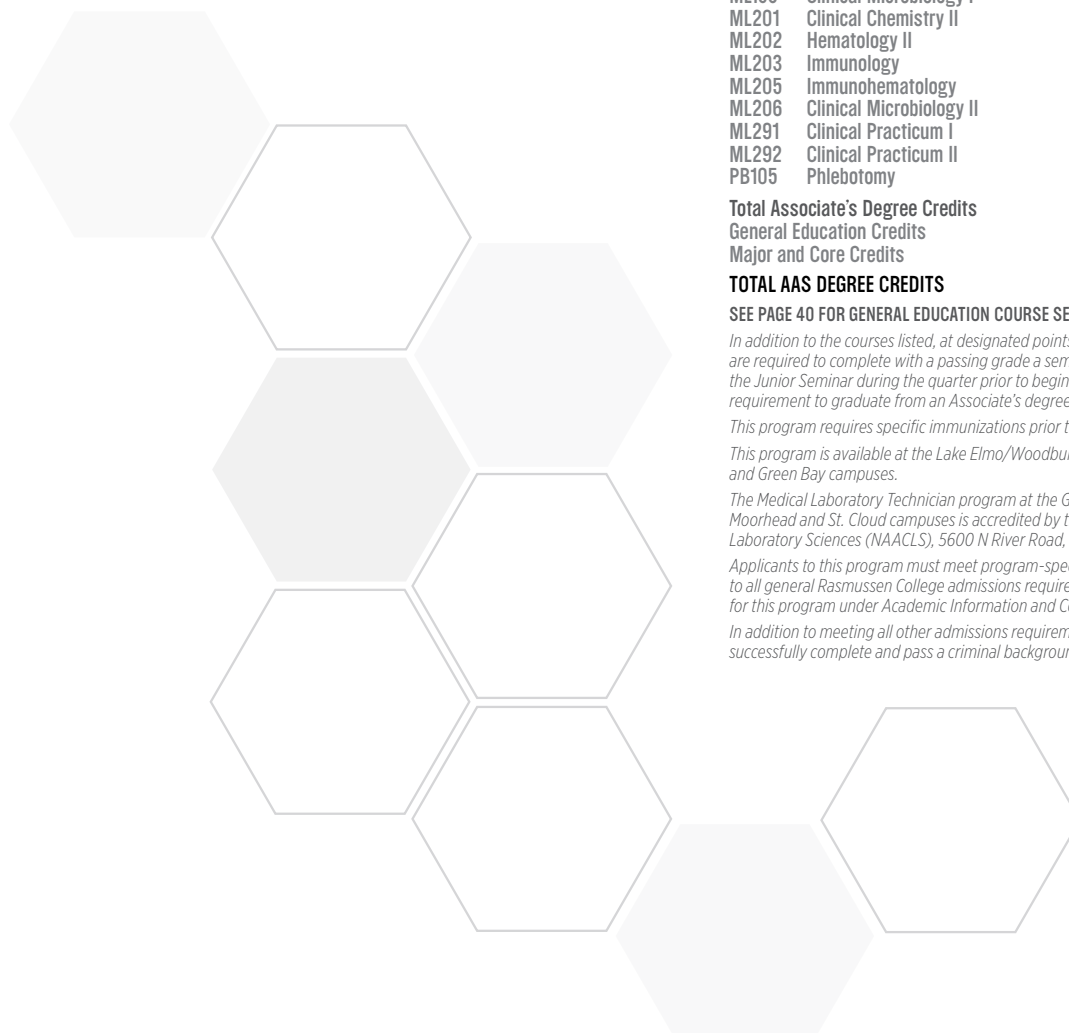 Clinical Microbiology I
ML201 Clinical Chemistry II
ML202 Hematology II
ML203 Immunology
ML205 Immunohematology
ML206 Clinical Microbiology II
ML291 Clinical Practicum I
ML292 Clinical Practicum II
PB105 Phlebotomy
Total Associate's Degree Credits
General Education Credits
Major and Core Credits
TOTAL AAS DEGREE CREDITS
SEE PAGE 40 FOR GENERAL EDUCATION COURSE SE
In addition to the courses listed, at designated points
are required to complete with a passing grade a sem
the Junior Seminar during the quarter prior to begin
requirement to graduate from an Associate's degree
This program requires specific immunizations prior t
This program is available at the Lake Elmo/Woodbu
and Green Bay campuses.
The Medical Laboratory Technician program at the G
Moorhead and St. Cloud campuses is accredited by t
Laboratory Sciences (NAACLS), 5600 N River Road,
Applicants to this program must meet program-spe
to all general Rasmussen College admissions require
for this program under Academic Information and C
In addition to meeting all other admissions requirem
successfully complete and pass a criminal backgroun